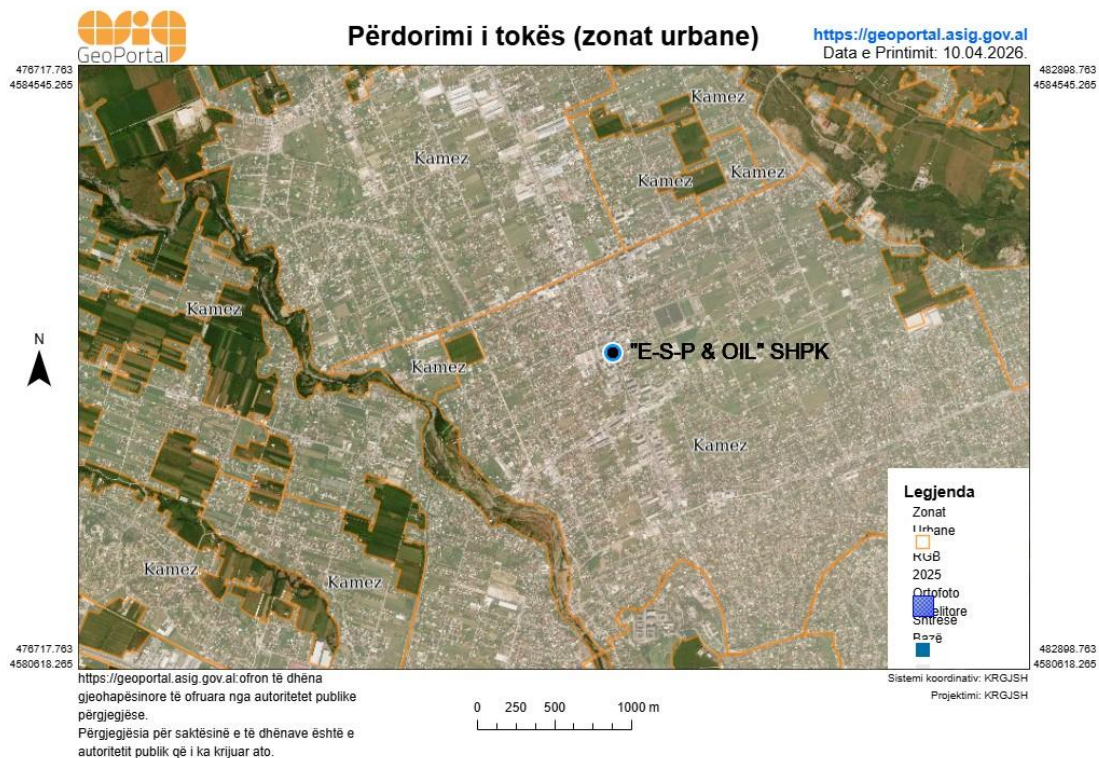 asig
GeoPortal
Përdorimi i tokës (zonat urbane)
https://geoportal.asig.gov.al
Data e Printimit: 10.04.2026.
476717.763
4584545.265
482898.763
4584545.265
Kamez
Kamez
Kamez
Kamez
Kamez
N
"E-S-P & OIL" SHPK
Kamez
Kamez
Kamez
Kamez
Legjenda
Zonat
Urbane
RGB
2025
Ortofoto
Shtresë
Bazë
476717.763
4580618.265
482898.763
4580618.265
https://geoportal.asig.gov.al:ofron të dhëna
gjeohapësinore të ofruara nga autoritetet publike
përgjegjëse.
Përgjegjësia për saktësinë e të dhënave është e
autoritetit publik që i ka krijuar ato.
0 250 500 1000 m
Sistemi koordinativ: KRGJSH
Projektimi: KRGJSH